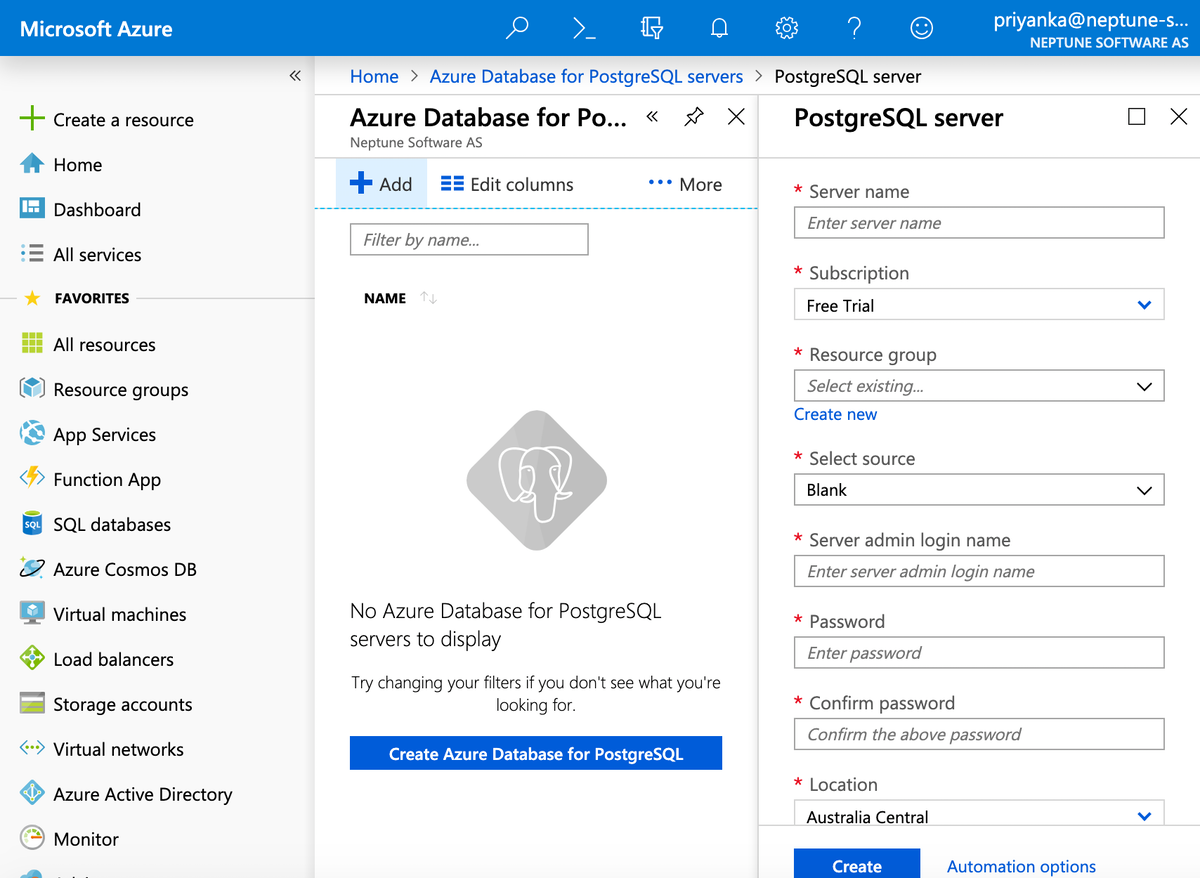 Microsoft Azure
priyanka@neptune-s...
NEPTUNE SOFTWARE AS
Create a resource
Home
Dashboard
All services
FAVORITES
All resources
Resource groups
App Services
Function App
SQL
SQL databases
Azure Cosmos DB
Virtual machines
Load balancers
Storage accounts
Virtual networks
Azure Active Directory
Monitor
Home > Azure Database for PostgreSQL servers > PostgreSQL server
Azure Database for Po...
Neptune Software AS
Add
Edit columns
More
Filter by name...
NAME
No Azure Database for PostgreSQL
servers to display
Try changing your filters if you don't see what you're
looking for.
Create Azure Database for PostgreSQL
PostgreSQL server
* Server name
Enter server name
* Subscription
Free Trial
* Resource group
Select existing...
Create new
* Select source
Blank
* Server admin login name
Enter server admin login name
* Password
Enter password
* Confirm password
Confirm the above password
* Location
Australia Central
Create
Automation options